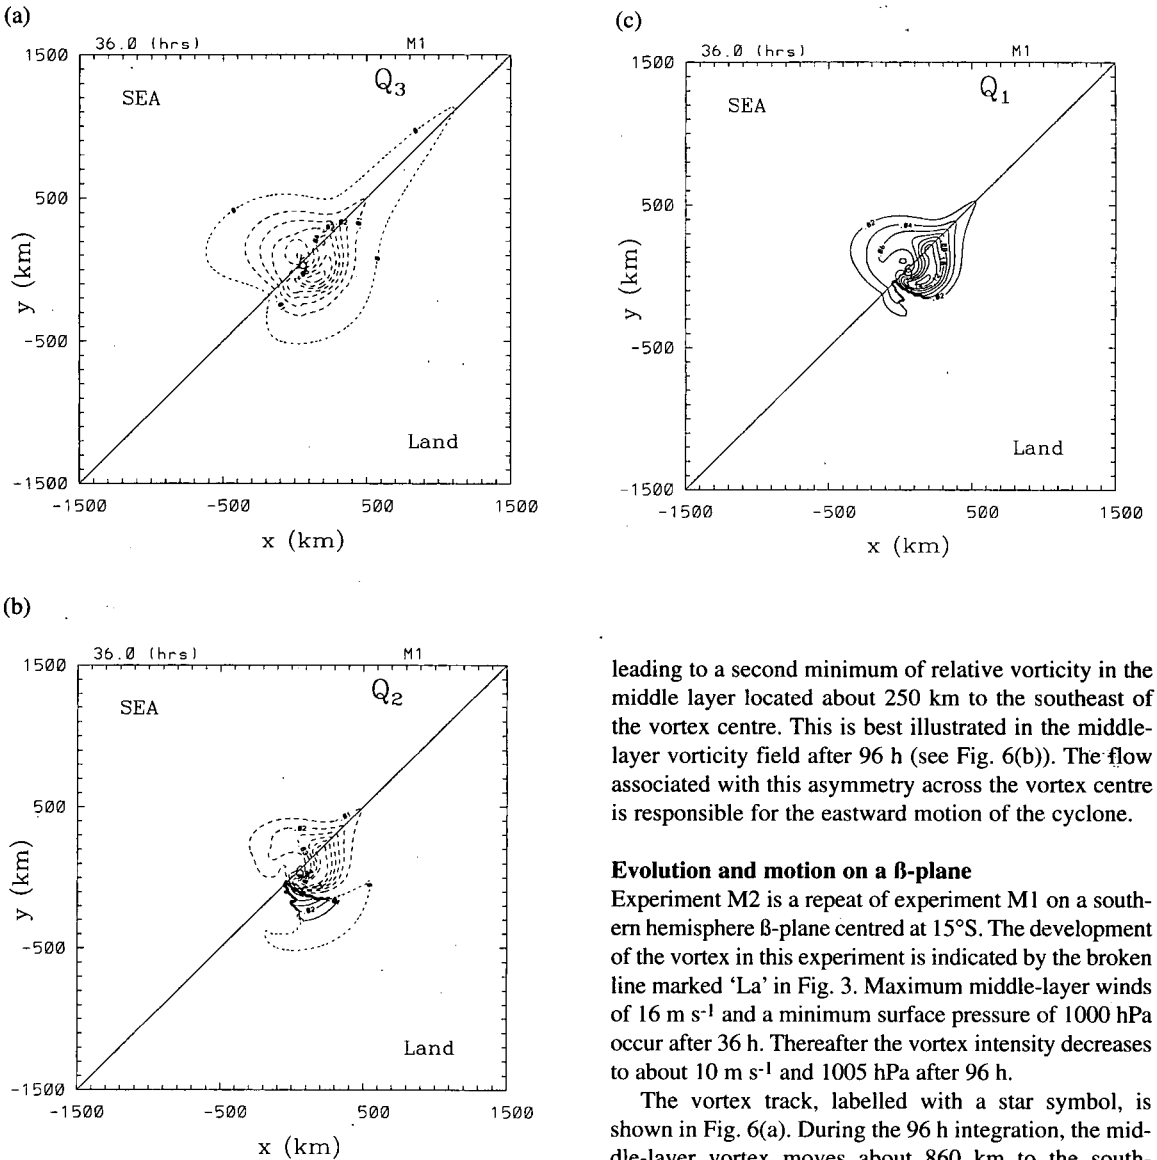 (a)
36.0 (hrs) M1
1500
500
-500
-1500
y (km)
SEA
Q3
Land
-1500 -500 500 1500
x (km)
(c)
36.0 (hrs) M1
1500
500
-500
-1500
y (km)
SEA
Q1
Land
-1500 -500 500 1500
x (km)
(b)
36.0 (hrs) M1
1500
500
-500
-1500
y (km)
SEA
Q2
Land
-1500 -500 500 1500
x (km)
leading to a second minimum of relative vorticity in the
middle layer located about 250 km to the southeast of
the vortex centre. This is best illustrated in the middle-
layer vorticity field after 96 h (see Fig. 6(b)). The flow
associated with this asymmetry across the vortex centre
is responsible for the eastward motion of the cyclone.
Evolution and motion on a ß-plane
Experiment M2 is a repeat of experiment M1 on a south-
ern hemisphere ß-plane centred at 15°S. The development
of the vortex in this experiment is indicated by the broken
line marked ‘La’ in Fig. 3. Maximum middle-layer winds
of 16 m s-1 and a minimum surface pressure of 1000 hPa
occur after 36 h. Thereafter the vortex intensity decreases
to about 10 m s-1 and 1005 hPa after 96 h.
The vortex track, labelled with a star symbol, is
shown in Fig. 6(a). During the 96 h integration, the mid-
dle-layer vortex moves about 860 km to the south-